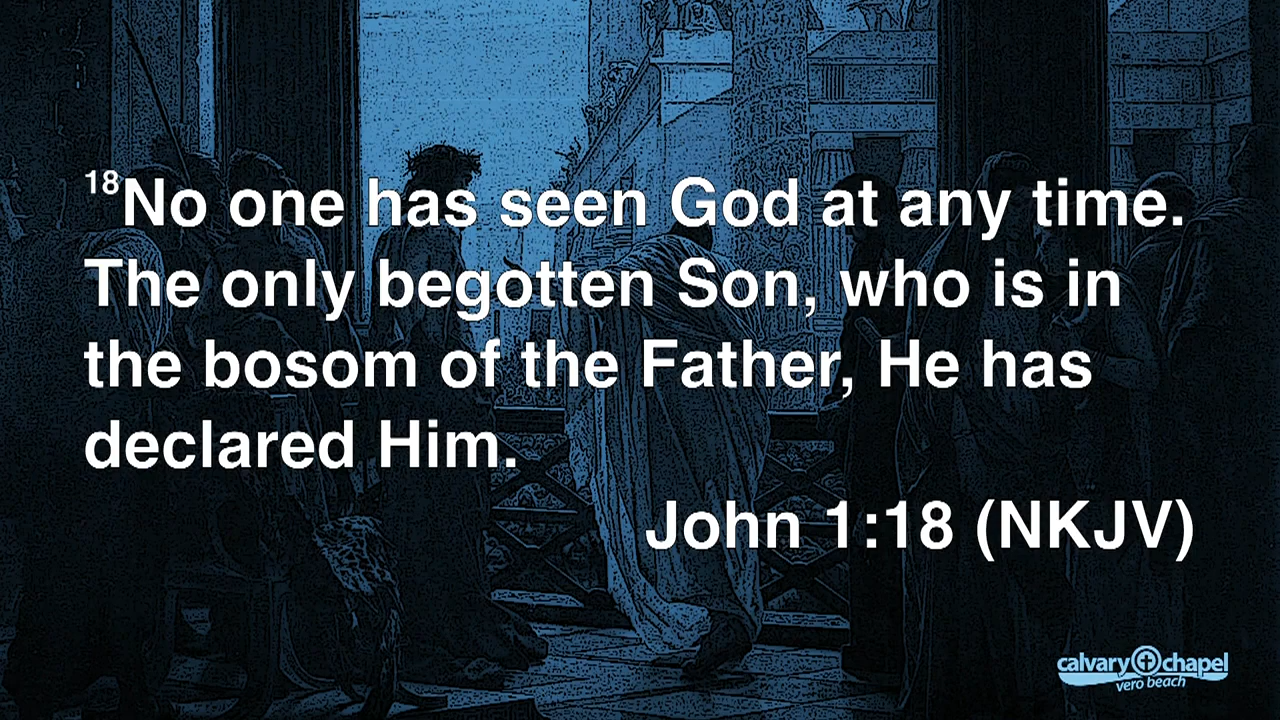 18No one has seen God at any time.
The only begotten Son, who is in
the bosom of the Father, He has
declared Him.
John 1:18 (NKJV)
calvary chapel
vero beach